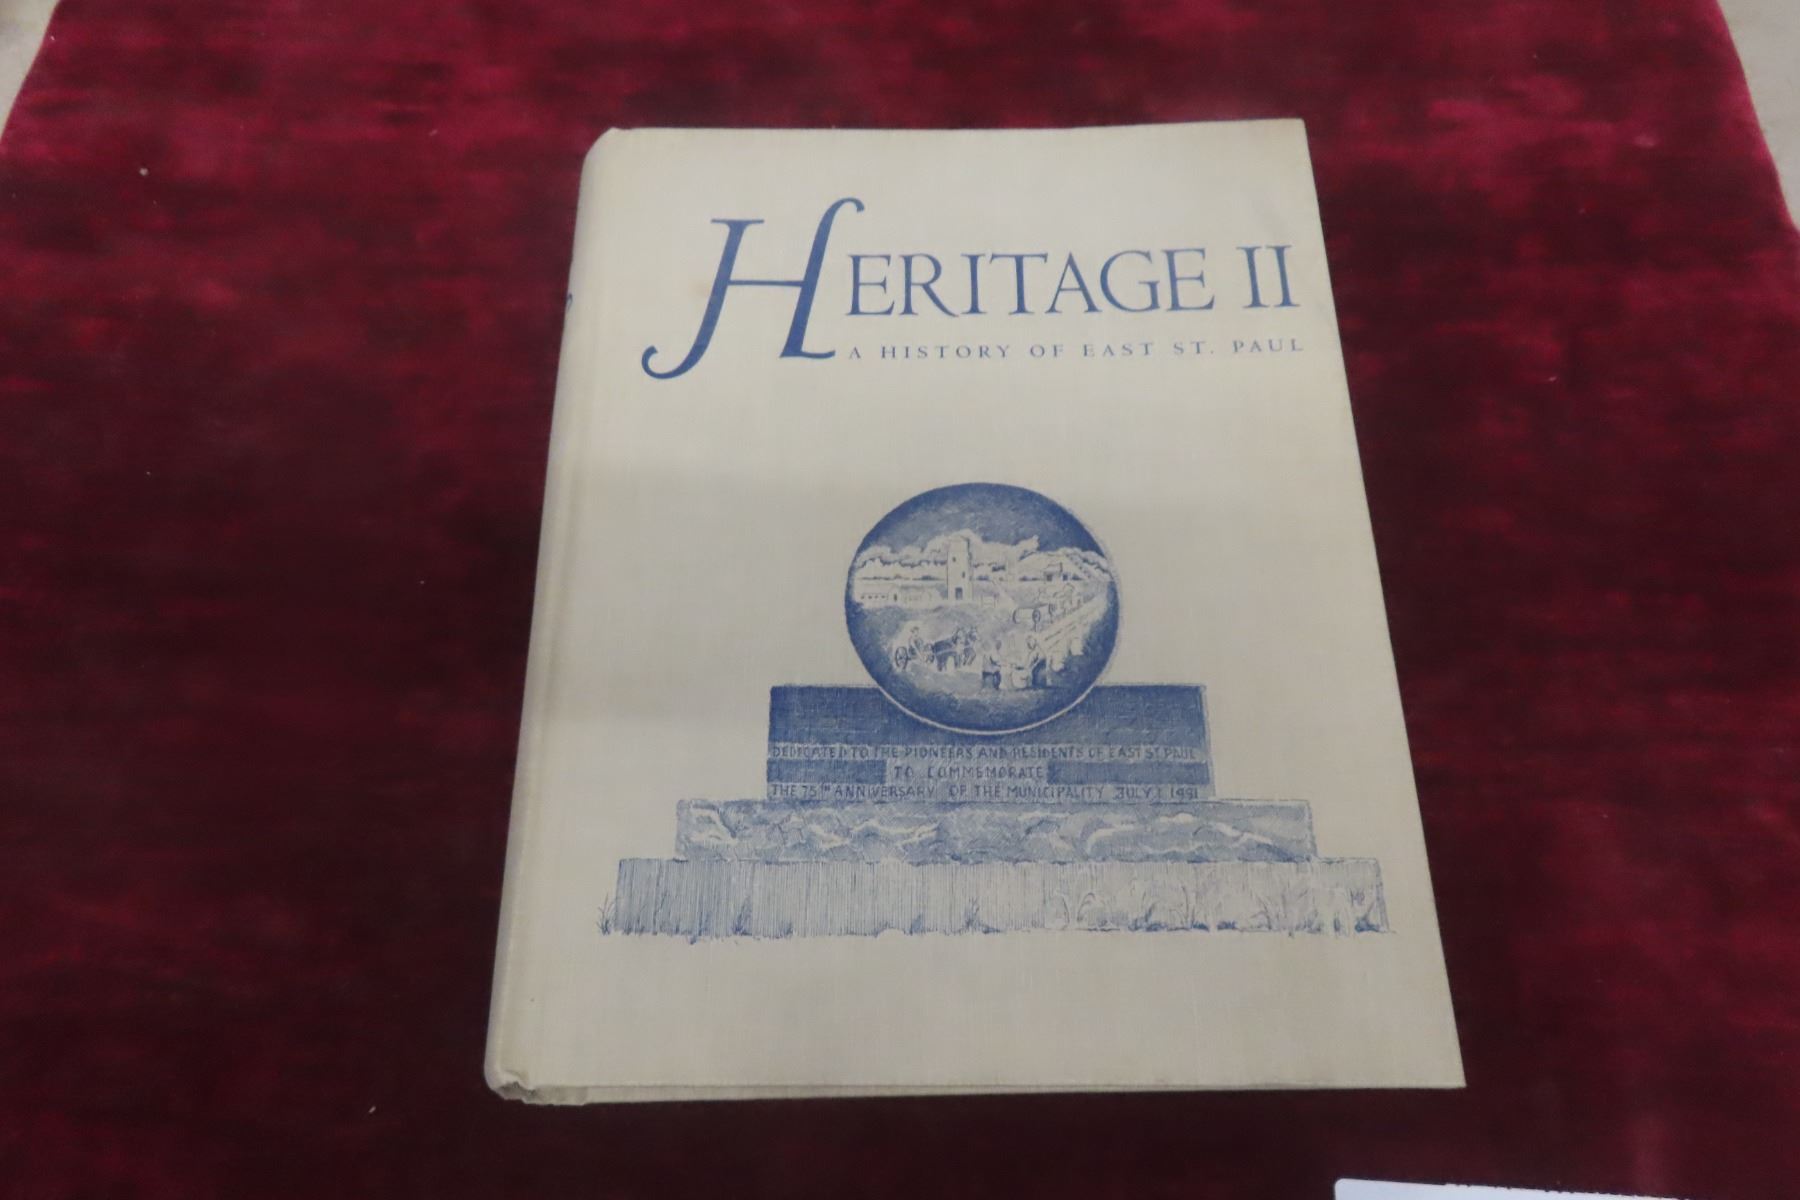 HERITAGE II
A HISTORY OF EAST ST. PAUL
DEDICATED TO THE PIONEERS AND RESIDENTS OF EAST ST. PAUL
TO COMMEMORATE
THE 75TH ANNIVERSARY OF THE MUNICIPALITY JULY 1 1991